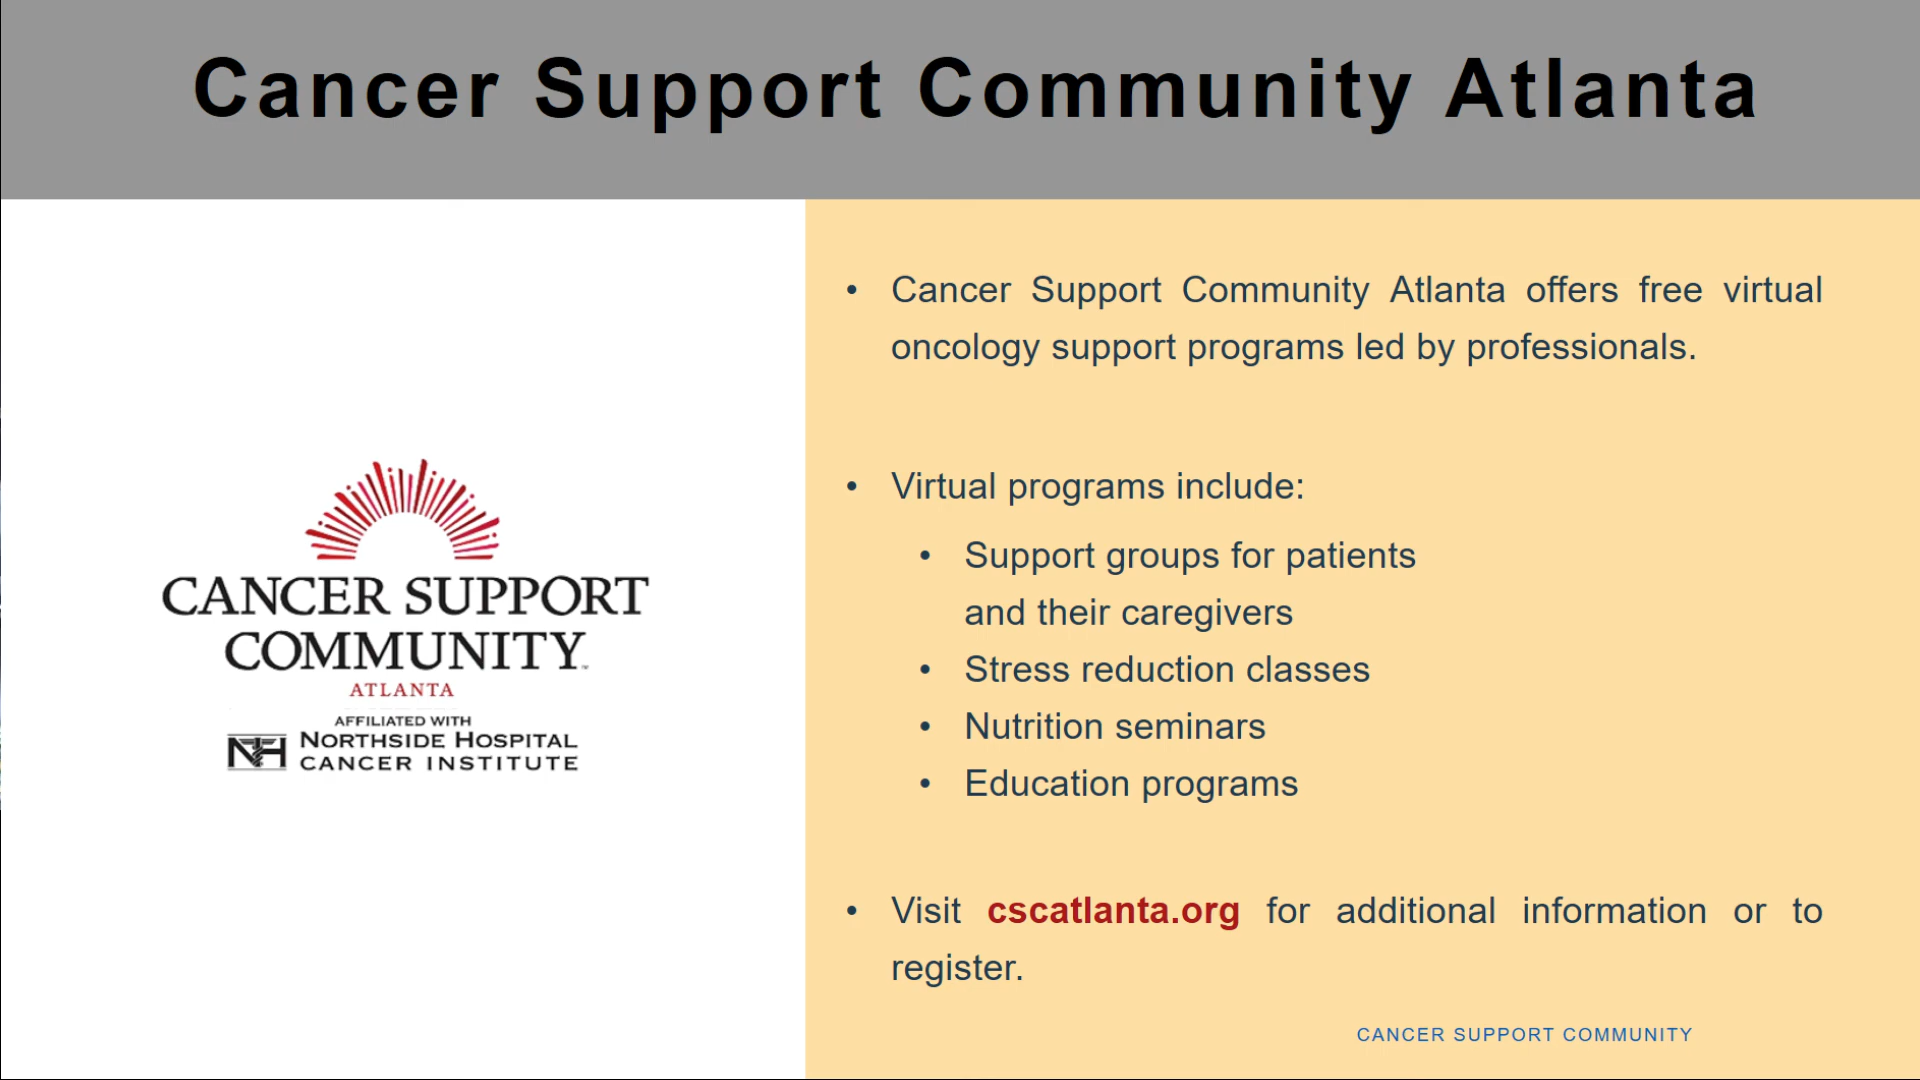 Cancer Support Community Atlanta
CANCER SUPPORT
COMMUNITY™
ATLANTA
AFFILIATED WITH
NH
NORTHSIDE HOSPITAL
CANCER INSTITUTE
• Cancer Support Community Atlanta offers free virtual
oncology support programs led by professionals.
• Virtual programs include:
• Support groups for patients
and their caregivers
• Stress reduction classes
• Nutrition seminars
• Education programs
• Visit cscatlanta.org for additional information or to
register.
CANCER SUPPORT COMMUNITY